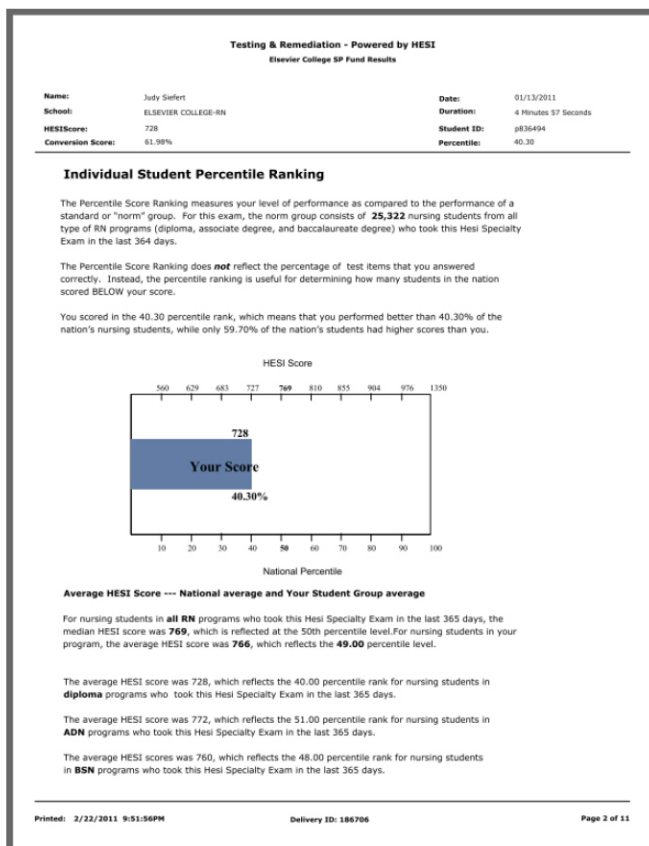 Testing & Remediation - Powered by HESI
Elsevier College SP Fund Results
Name: Judy Siefert Date: 01/13/2011
School: ELSEVIER COLLEGE-RN Duration: 4 Minutes 57 Seconds
HESIScore: 728 Student ID: p836494
Conversion Score: 61.98% Percentile: 40.30
Individual Student Percentile Ranking
The Percentile Score Ranking measures your level of performance as compared to the performance of a
standard or "norm" group. For this exam, the norm group consists of 25,322 nursing students from all
type of RN programs (diploma, associate degree, and baccalaureate degree) who took this Hesi Specialty
Exam in the last 364 days.
The Percentile Score Ranking does not reflect the percentage of test items that you answered
correctly. Instead, the percentile ranking is useful for determining how many students in the nation
scored BELOW your score.
You scored in the 40.30 percentile rank, which means that you performed better than 40.30% of the
nation's nursing students, while only 59.70% of the nation's students had higher scores than you.
HESI Score
560 629 683 727 769 810 855 904 976 1350
728
Your Score
40.30%
10 20 30 40 50 60 70 80 90 100
National Percentile
Average HESI Score --- National average and Your Student Group average
For nursing students in all RN programs who took this Hesi Specialty Exam in the last 365 days, the
median HESI score was 769, which is reflected at the 50th percentile level.For nursing students in your
program, the average HESI score was 766, which reflects the 49.00 percentile level.
The average HESI score was 728, which reflects the 40.00 percentile rank for nursing students in
diploma programs who took this Hesi Specialty Exam in the last 365 days.
The average HESI score was 772, which reflects the 51.00 percentile rank for nursing students in
ADN programs who took this Hesi Specialty Exam in the last 365 days.
The average HESI scores was 760, which reflects the 48.00 percentile rank for nursing students
in BSN programs who took this Hesi Specialty Exam in the last 365 days.
Printed: 2/22/2011 9:51:56PM Delivery ID: 186706 Page 2 of 11